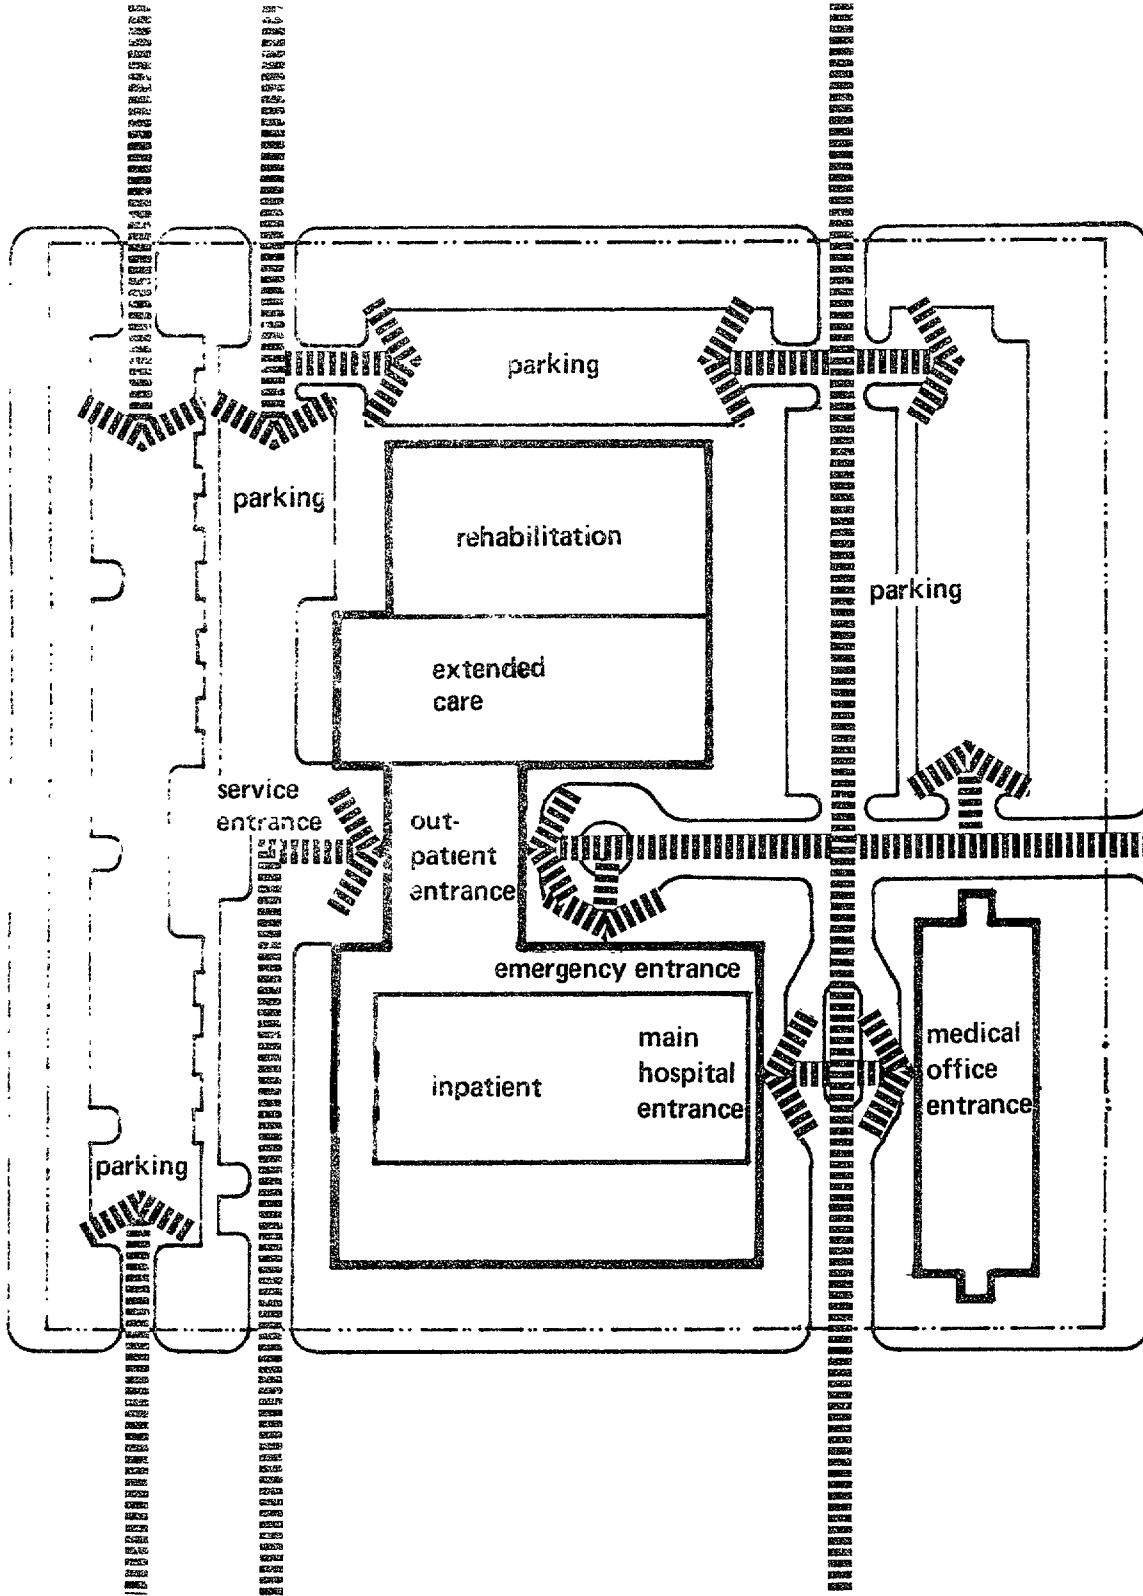 parking
parking
rehabilitation
parking
extended
care
service
entrance
out-
patient
entrance
emergency entrance
main
hospital
entrance
medical
office
entrance
inpatient
parking